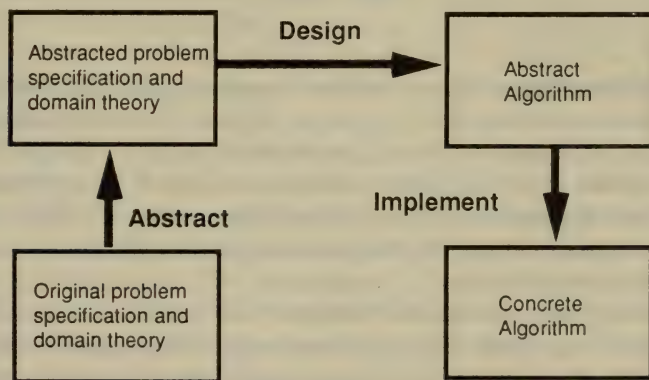 Abstracted problem
specification and
domain theory
Design
Abstract
Algorithm
Abstract
Implement
Original problem
specification and
domain theory
Concrete
Algorithm